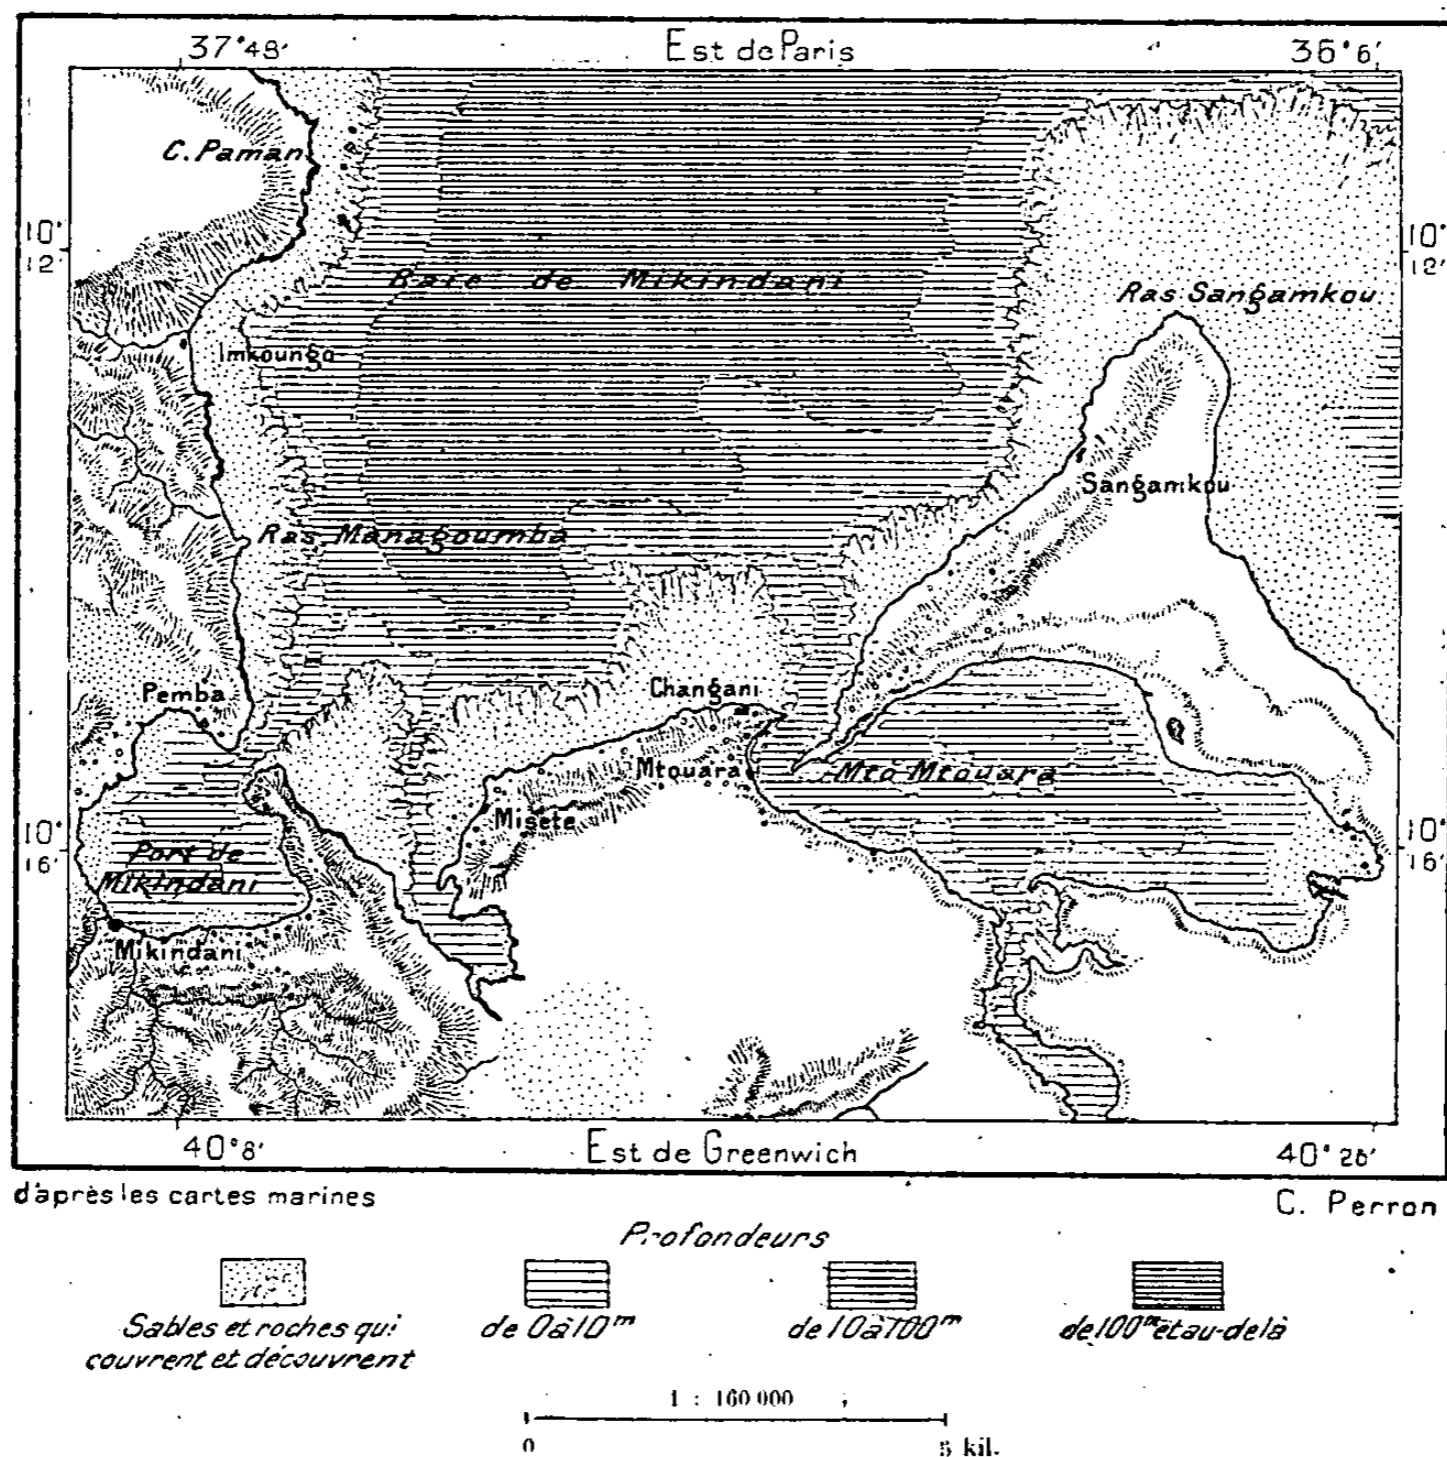 37°48'
Est de Paris
36°6'
C. Paman
10°
12'
10°
12'
Baie de Mikindani
Ras Sangamkou
Imkoungo
Sangamkou
Ras Managoumba
Pemba
Changani
Mtouara
Mto Mtouara
Misete
10°
16'
10°
16'
Port de
Mikindani
Mikindani
40°8'
Est de Greenwich
40°26'
d'après les cartes marines
C. Perron
Profondeurs
Sables et roches qui
couvrent et découvrent
de 0 à 10m
de 10 à 100m
de 100m et au-delà
1 : 160 000
0
5 kil.